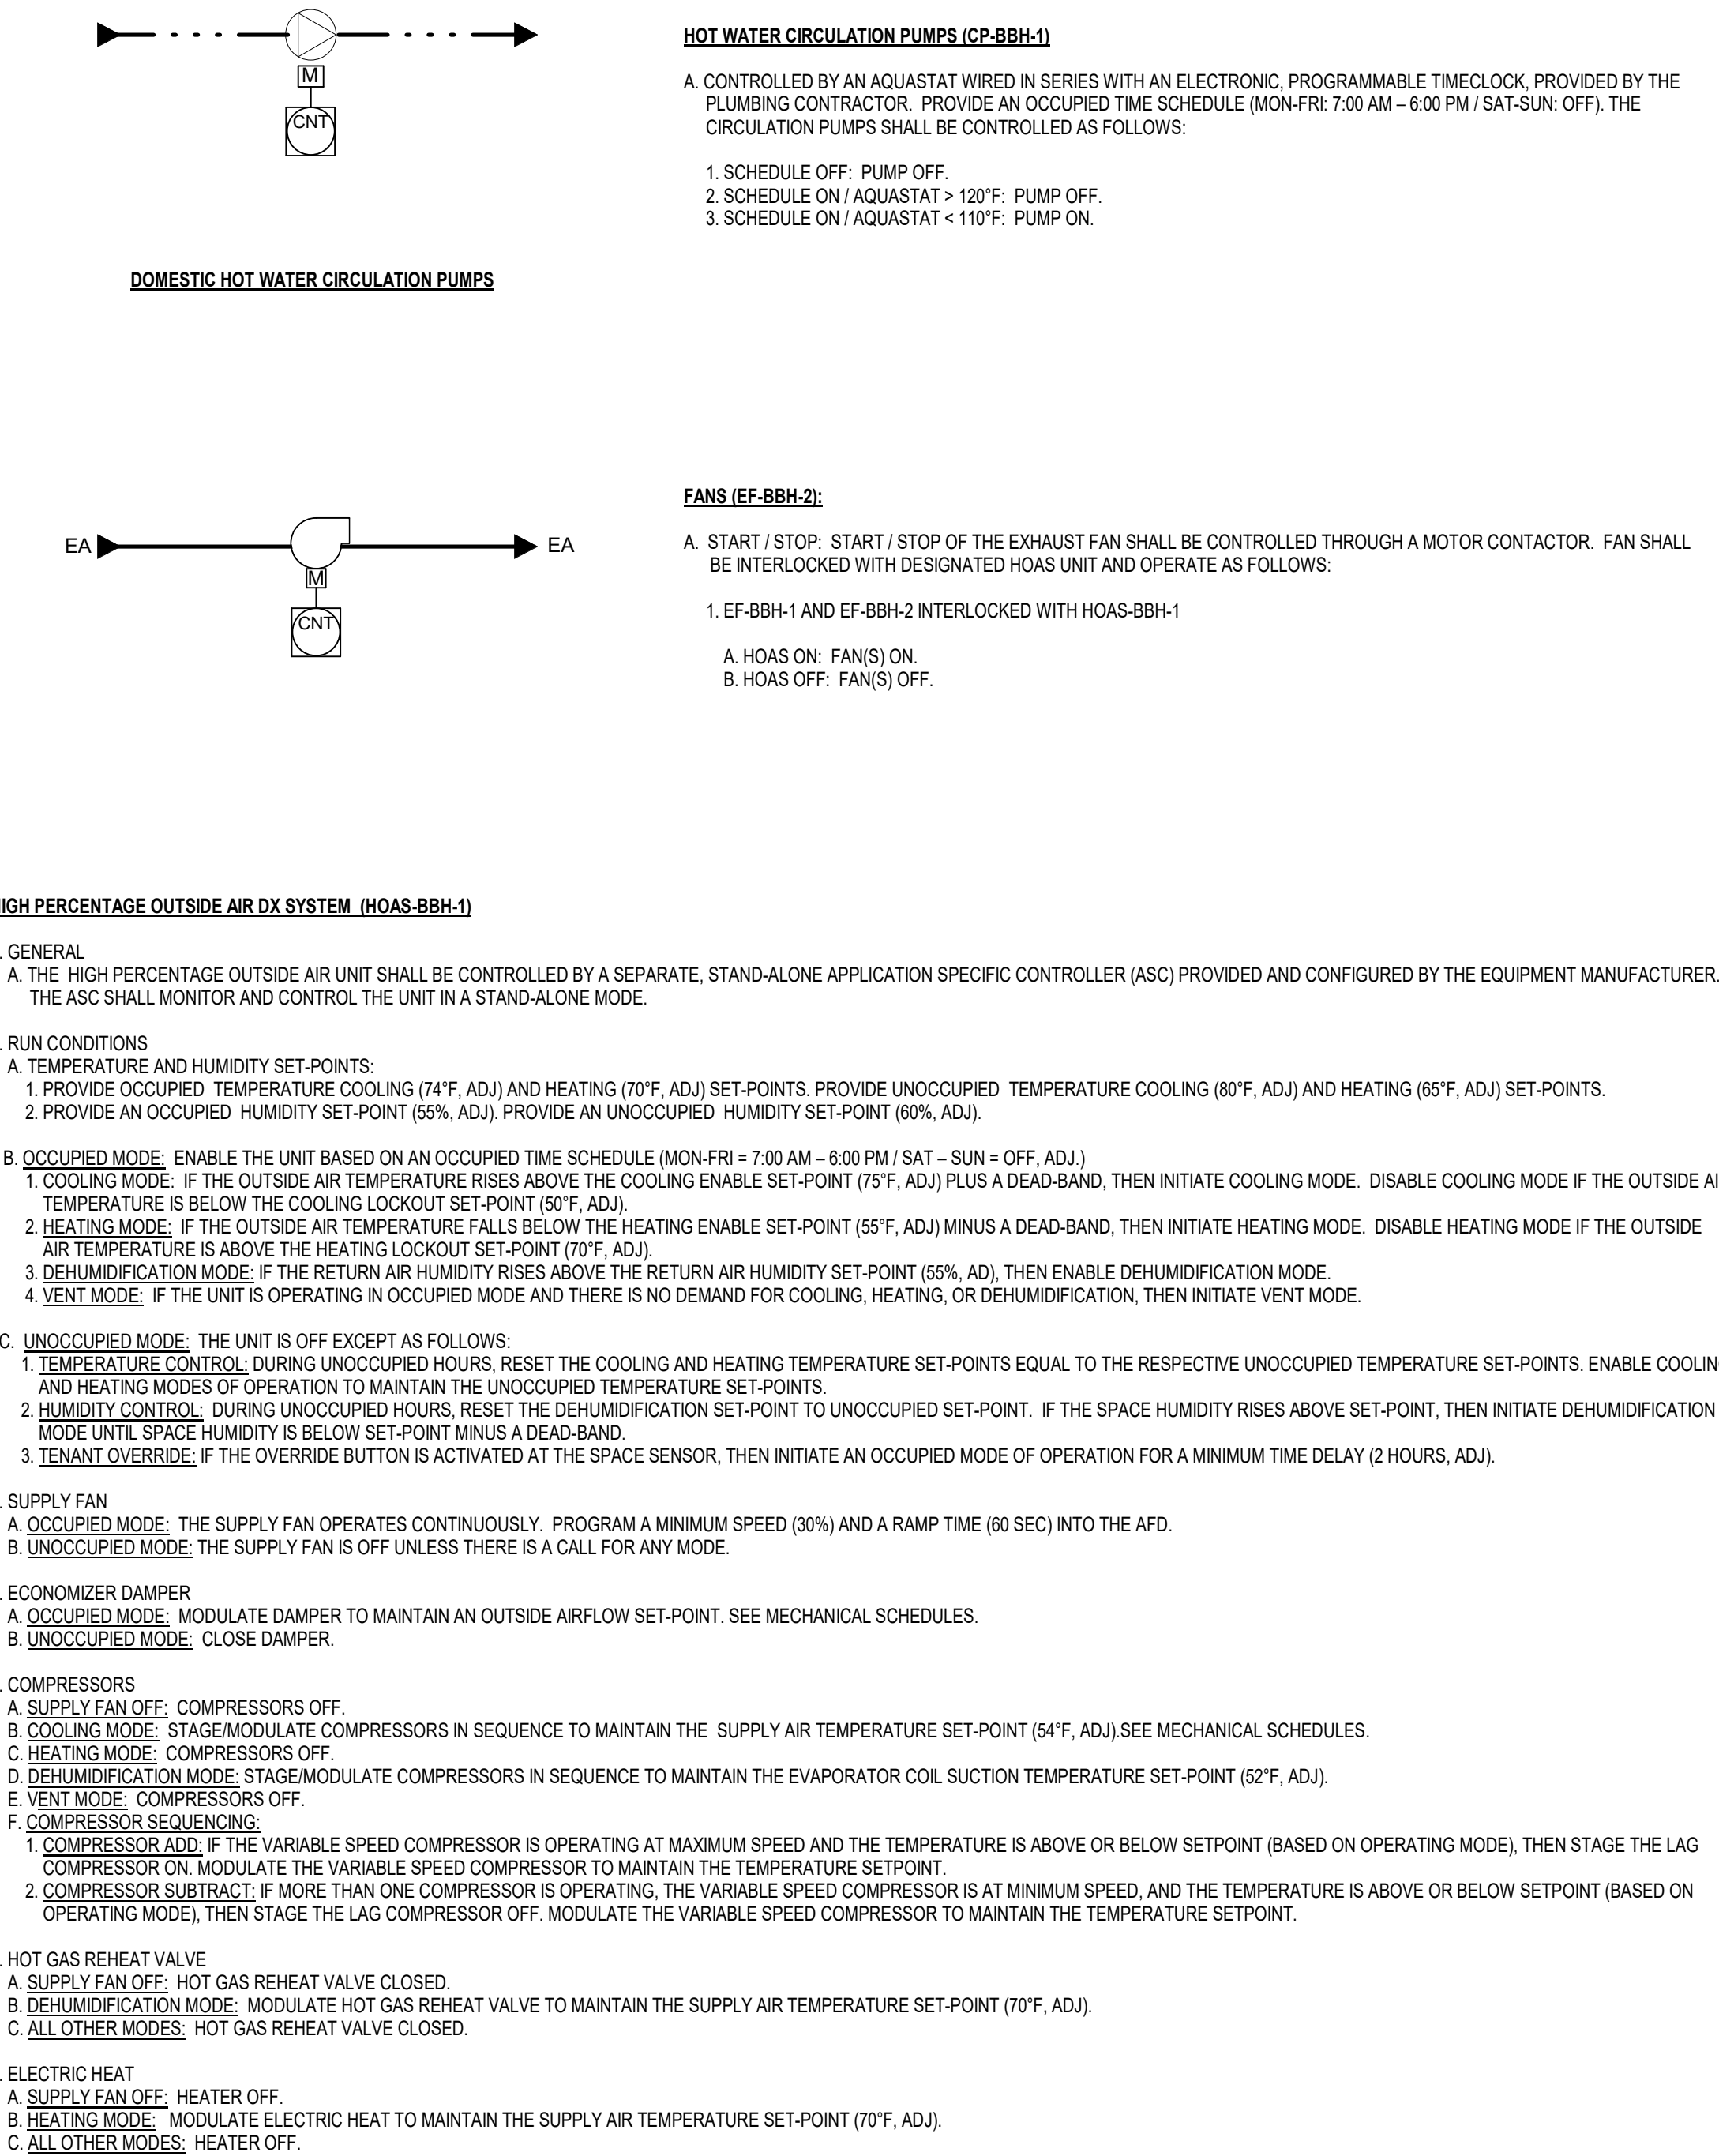 HOT WATER CIRCULATION PUMPS (CP-BBH-1)
M
CNT
A. CONTROLLED BY AN AQUASTAT WIRED IN SERIES WITH AN ELECTRONIC, PROGRAMMABLE TIMECLOCK, PROVIDED BY THE
PLUMBING CONTRACTOR. PROVIDE AN OCCUPIED TIME SCHEDULE (MON-FRI: 7:00 AM – 6:00 PM / SAT-SUN: OFF). THE
CIRCULATION PUMPS SHALL BE CONTROLLED AS FOLLOWS:
1. SCHEDULE OFF: PUMP OFF.
2. SCHEDULE ON / AQUASTAT > 120°F: PUMP OFF.
3. SCHEDULE ON / AQUASTAT < 110°F: PUMP ON.
DOMESTIC HOT WATER CIRCULATION PUMPS
FANS (EF-BBH-2):
EA
EA
M
CNT
A. START / STOP: START / STOP OF THE EXHAUST FAN SHALL BE CONTROLLED THROUGH A MOTOR CONTACTOR. FAN SHALL
BE INTERLOCKED WITH DESIGNATED HOAS UNIT AND OPERATE AS FOLLOWS:
1. EF-BBH-1 AND EF-BBH-2 INTERLOCKED WITH HOAS-BBH-1
A. HOAS ON: FAN(S) ON.
B. HOAS OFF: FAN(S) OFF.
HIGH PERCENTAGE OUTSIDE AIR DX SYSTEM (HOAS-BBH-1)
. GENERAL
A. THE HIGH PERCENTAGE OUTSIDE AIR UNIT SHALL BE CONTROLLED BY A SEPARATE, STAND-ALONE APPLICATION SPECIFIC CONTROLLER (ASC) PROVIDED AND CONFIGURED BY THE EQUIPMENT MANUFACTURER.
THE ASC SHALL MONITOR AND CONTROL THE UNIT IN A STAND-ALONE MODE.
. RUN CONDITIONS
A. TEMPERATURE AND HUMIDITY SET-POINTS:
1. PROVIDE OCCUPIED TEMPERATURE COOLING (74°F, ADJ) AND HEATING (70°F, ADJ) SET-POINTS. PROVIDE UNOCCUPIED TEMPERATURE COOLING (80°F, ADJ) AND HEATING (65°F, ADJ) SET-POINTS.
2. PROVIDE AN OCCUPIED HUMIDITY SET-POINT (55%, ADJ). PROVIDE AN UNOCCUPIED HUMIDITY SET-POINT (60%, ADJ).
B. OCCUPIED MODE: ENABLE THE UNIT BASED ON AN OCCUPIED TIME SCHEDULE (MON-FRI = 7:00 AM – 6:00 PM / SAT – SUN = OFF, ADJ.)
1. COOLING MODE: IF THE OUTSIDE AIR TEMPERATURE RISES ABOVE THE COOLING ENABLE SET-POINT (75°F, ADJ) PLUS A DEAD-BAND, THEN INITIATE COOLING MODE. DISABLE COOLING MODE IF THE OUTSIDE AI
TEMPERATURE IS BELOW THE COOLING LOCKOUT SET-POINT (50°F, ADJ).
2. HEATING MODE: IF THE OUTSIDE AIR TEMPERATURE FALLS BELOW THE HEATING ENABLE SET-POINT (55°F, ADJ) MINUS A DEAD-BAND, THEN INITIATE HEATING MODE. DISABLE HEATING MODE IF THE OUTSIDE
AIR TEMPERATURE IS ABOVE THE HEATING LOCKOUT SET-POINT (70°F, ADJ).
3. DEHUMIDIFICATION MODE: IF THE RETURN AIR HUMIDITY RISES ABOVE THE RETURN AIR HUMIDITY SET-POINT (55%, AD), THEN ENABLE DEHUMIDIFICATION MODE.
4. VENT MODE: IF THE UNIT IS OPERATING IN OCCUPIED MODE AND THERE IS NO DEMAND FOR COOLING, HEATING, OR DEHUMIDIFICATION, THEN INITIATE VENT MODE.
C. UNOCCUPIED MODE: THE UNIT IS OFF EXCEPT AS FOLLOWS:
1. TEMPERATURE CONTROL: DURING UNOCCUPIED HOURS, RESET THE COOLING AND HEATING TEMPERATURE SET-POINTS EQUAL TO THE RESPECTIVE UNOCCUPIED TEMPERATURE SET-POINTS. ENABLE COOLIN
AND HEATING MODES OF OPERATION TO MAINTAIN THE UNOCCUPIED TEMPERATURE SET-POINTS.
2. HUMIDITY CONTROL: DURING UNOCCUPIED HOURS, RESET THE DEHUMIDIFICATION SET-POINT TO UNOCCUPIED SET-POINT. IF THE SPACE HUMIDITY RISES ABOVE SET-POINT, THEN INITIATE DEHUMIDIFICATION
MODE UNTIL SPACE HUMIDITY IS BELOW SET-POINT MINUS A DEAD-BAND.
3. TENANT OVERRIDE: IF THE OVERRIDE BUTTON IS ACTIVATED AT THE SPACE SENSOR, THEN INITIATE AN OCCUPIED MODE OF OPERATION FOR A MINIMUM TIME DELAY (2 HOURS, ADJ).
. SUPPLY FAN
A. OCCUPIED MODE: THE SUPPLY FAN OPERATES CONTINUOUSLY. PROGRAM A MINIMUM SPEED (30%) AND A RAMP TIME (60 SEC) INTO THE AFD.
B. UNOCCUPIED MODE: THE SUPPLY FAN IS OFF UNLESS THERE IS A CALL FOR ANY MODE.
. ECONOMIZER DAMPER
A. OCCUPIED MODE: MODULATE DAMPER TO MAINTAIN AN OUTSIDE AIRFLOW SET-POINT. SEE MECHANICAL SCHEDULES.
B. UNOCCUPIED MODE: CLOSE DAMPER.
. COMPRESSORS
A. SUPPLY FAN OFF: COMPRESSORS OFF.
B. COOLING MODE: STAGE/MODULATE COMPRESSORS IN SEQUENCE TO MAINTAIN THE SUPPLY AIR TEMPERATURE SET-POINT (54°F, ADJ).SEE MECHANICAL SCHEDULES.
C. HEATING MODE: COMPRESSORS OFF.
D. DEHUMIDIFICATION MODE: STAGE/MODULATE COMPRESSORS IN SEQUENCE TO MAINTAIN THE EVAPORATOR COIL SUCTION TEMPERATURE SET-POINT (52°F, ADJ).
E. VENT MODE: COMPRESSORS OFF.
F. COMPRESSOR SEQUENCING:
1. COMPRESSOR ADD: IF THE VARIABLE SPEED COMPRESSOR IS OPERATING AT MAXIMUM SPEED AND THE TEMPERATURE IS ABOVE OR BELOW SETPOINT (BASED ON OPERATING MODE), THEN STAGE THE LAG
COMPRESSOR ON. MODULATE THE VARIABLE SPEED COMPRESSOR TO MAINTAIN THE TEMPERATURE SETPOINT.
2. COMPRESSOR SUBTRACT: IF MORE THAN ONE COMPRESSOR IS OPERATING, THE VARIABLE SPEED COMPRESSOR IS AT MINIMUM SPEED, AND THE TEMPERATURE IS ABOVE OR BELOW SETPOINT (BASED ON
OPERATING MODE), THEN STAGE THE LAG COMPRESSOR OFF. MODULATE THE VARIABLE SPEED COMPRESSOR TO MAINTAIN THE TEMPERATURE SETPOINT.
. HOT GAS REHEAT VALVE
A. SUPPLY FAN OFF: HOT GAS REHEAT VALVE CLOSED.
B. DEHUMIDIFICATION MODE: MODULATE HOT GAS REHEAT VALVE TO MAINTAIN THE SUPPLY AIR TEMPERATURE SET-POINT (70°F, ADJ).
C. ALL OTHER MODES: HOT GAS REHEAT VALVE CLOSED.
. ELECTRIC HEAT
A. SUPPLY FAN OFF: HEATER OFF.
B. HEATING MODE: MODULATE ELECTRIC HEAT TO MAINTAIN THE SUPPLY AIR TEMPERATURE SET-POINT (70°F, ADJ).
C. ALL OTHER MODES: HEATER OFF.